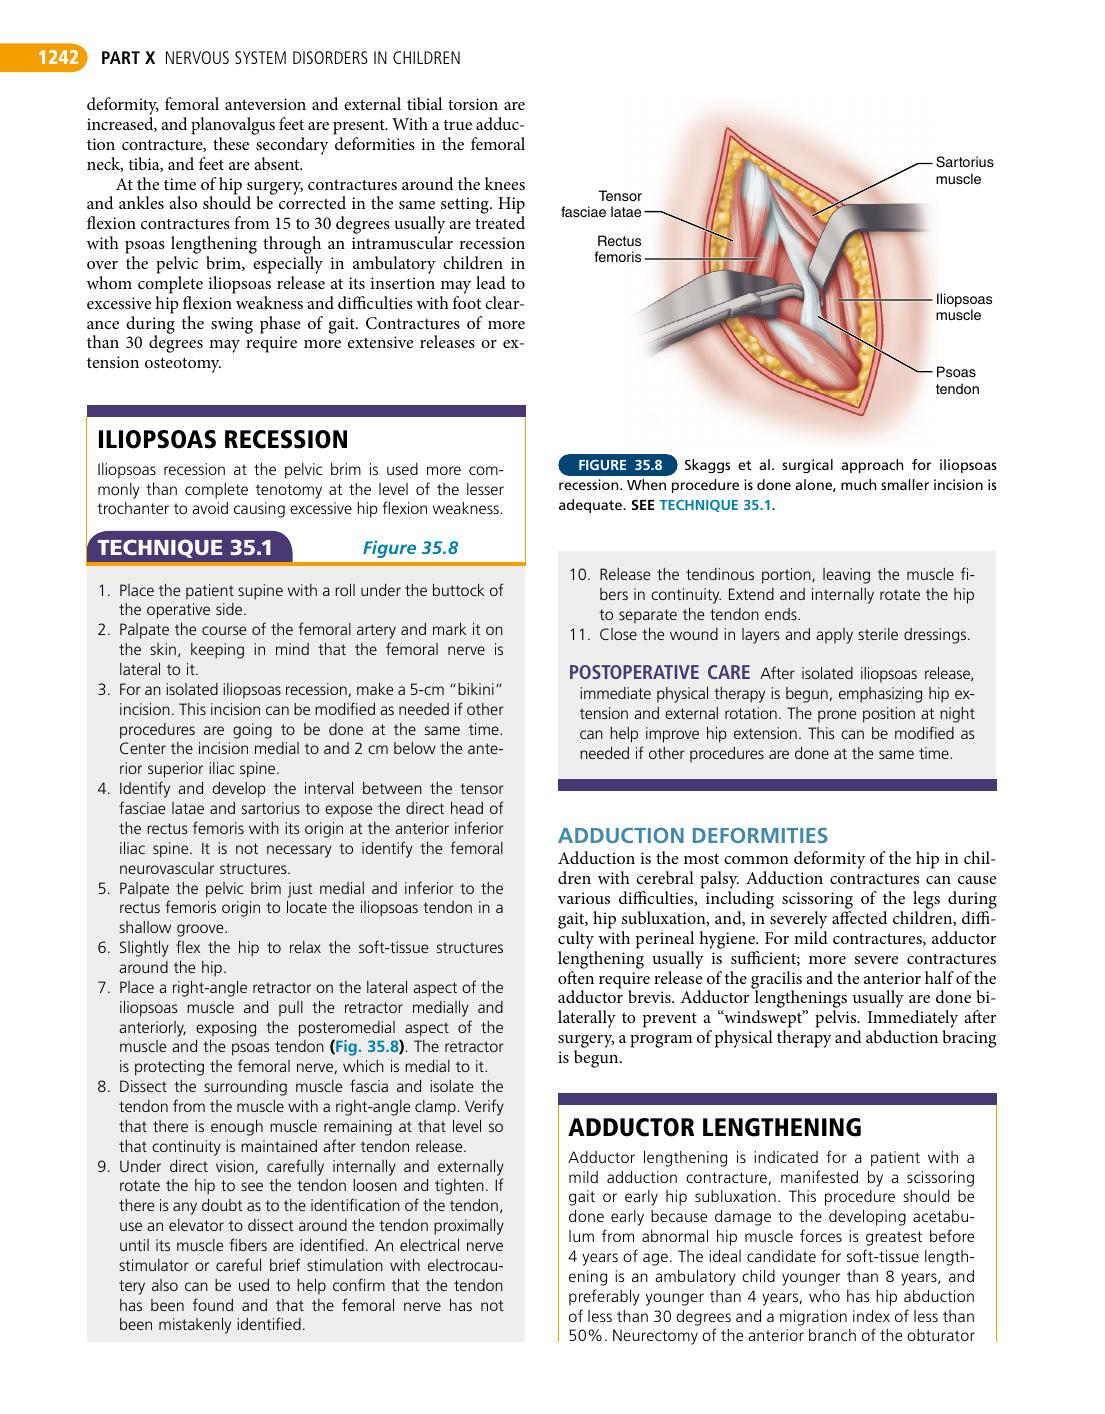 1242 PART X NERVOUS SYSTEM DISORDERS IN CHILDREN
deformity, femoral anteversion and external tibial torsion are
increased, and planovalgus feet are present. With a true adduc-
tion contracture, these secondary deformities in the femoral
neck, tibia, and feet are absent.
At the time of hip surgery, contractures around the knees
and ankles also should be corrected in the same setting. Hip
flexion contractures from 15 to 30 degrees usually are treated
with psoas lengthening through an intramuscular recession
over the pelvic brim, especially in ambulatory children in
whom complete iliopsoas release at its insertion may lead to
excessive hip flexion weakness and difficulties with foot clear-
ance during the swing phase of gait. Contractures of more
than 30 degrees may require more extensive releases or ex-
tension osteotomy.
ILIOPSOAS RECESSION
Iliopsoas recession at the pelvic brim is used more com-
monly than complete tenotomy at the level of the lesser
trochanter to avoid causing excessive hip flexion weakness.
TECHNIQUE 35.1 Figure 35.8
1. Place the patient supine with a roll under the buttock of
the operative side.
2. Palpate the course of the femoral artery and mark it on
the skin, keeping in mind that the femoral nerve is
lateral to it.
3. For an isolated iliopsoas recession, make a 5-cm “bikini”
incision. This incision can be modified as needed if other
procedures are going to be done at the same time.
Center the incision medial to and 2 cm below the ante-
rior superior iliac spine.
4. Identify and develop the interval between the tensor
fasciae latae and sartorius to expose the direct head of
the rectus femoris with its origin at the anterior inferior
iliac spine. It is not necessary to identify the femoral
neurovascular structures.
5. Palpate the pelvic brim just medial and inferior to the
rectus femoris origin to locate the iliopsoas tendon in a
shallow groove.
6. Slightly flex the hip to relax the soft-tissue structures
around the hip.
7. Place a right-angle retractor on the lateral aspect of the
iliopsoas muscle and pull the retractor medially and
anteriorly, exposing the posteromedial aspect of the
muscle and the psoas tendon (Fig. 35.8). The retractor
is protecting the femoral nerve, which is medial to it.
8. Dissect the surrounding muscle fascia and isolate the
tendon from the muscle with a right-angle clamp. Verify
that there is enough muscle remaining at that level so
that continuity is maintained after tendon release.
9. Under direct vision, carefully internally and externally
rotate the hip to see the tendon loosen and tighten. If
there is any doubt as to the identification of the tendon,
use an elevator to dissect around the tendon proximally
until its muscle fibers are identified. An electrical nerve
stimulator or careful brief stimulation with electrocau-
tery also can be used to help confirm that the tendon
has been found and that the femoral nerve has not
been mistakenly identified.
Tensor
fasciae latae
Rectus
femoris
Sartorius
muscle
Iliopsoas
muscle
Psoas
tendon
FIGURE 35.8 Skaggs et al. surgical approach for iliopsoas
recession. When procedure is done alone, much smaller incision is
adequate. SEE TECHNIQUE 35.1.
10. Release the tendinous portion, leaving the muscle fi-
bers in continuity. Extend and internally rotate the hip
to separate the tendon ends.
11. Close the wound in layers and apply sterile dressings.
POSTOPERATIVE CARE After isolated iliopsoas release,
immediate physical therapy is begun, emphasizing hip ex-
tension and external rotation. The prone position at night
can help improve hip extension. This can be modified as
needed if other procedures are done at the same time.
ADDUCTION DEFORMITIES
Adduction is the most common deformity of the hip in chil-
dren with cerebral palsy. Adduction contractures can cause
various difficulties, including scissoring of the legs during
gait, hip subluxation, and, in severely affected children, diffi-
culty with perineal hygiene. For mild contractures, adductor
lengthening usually is sufficient; more severe contractures
often require release of the gracilis and the anterior half of the
adductor brevis. Adductor lengthenings usually are done bi-
laterally to prevent a “windswept” pelvis. Immediately after
surgery, a program of physical therapy and abduction bracing
is begun.
ADDUCTOR LENGTHENING
Adductor lengthening is indicated for a patient with a
mild adduction contracture, manifested by a scissoring
gait or early hip subluxation. This procedure should be
done early because damage to the developing acetabu-
lum from abnormal hip muscle forces is greatest before
4 years of age. The ideal candidate for soft-tissue length-
ening is an ambulatory child younger than 8 years, and
preferably younger than 4 years, who has hip abduction
of less than 30 degrees and a migration index of less than
50%. Neurectomy of the anterior branch of the obturator